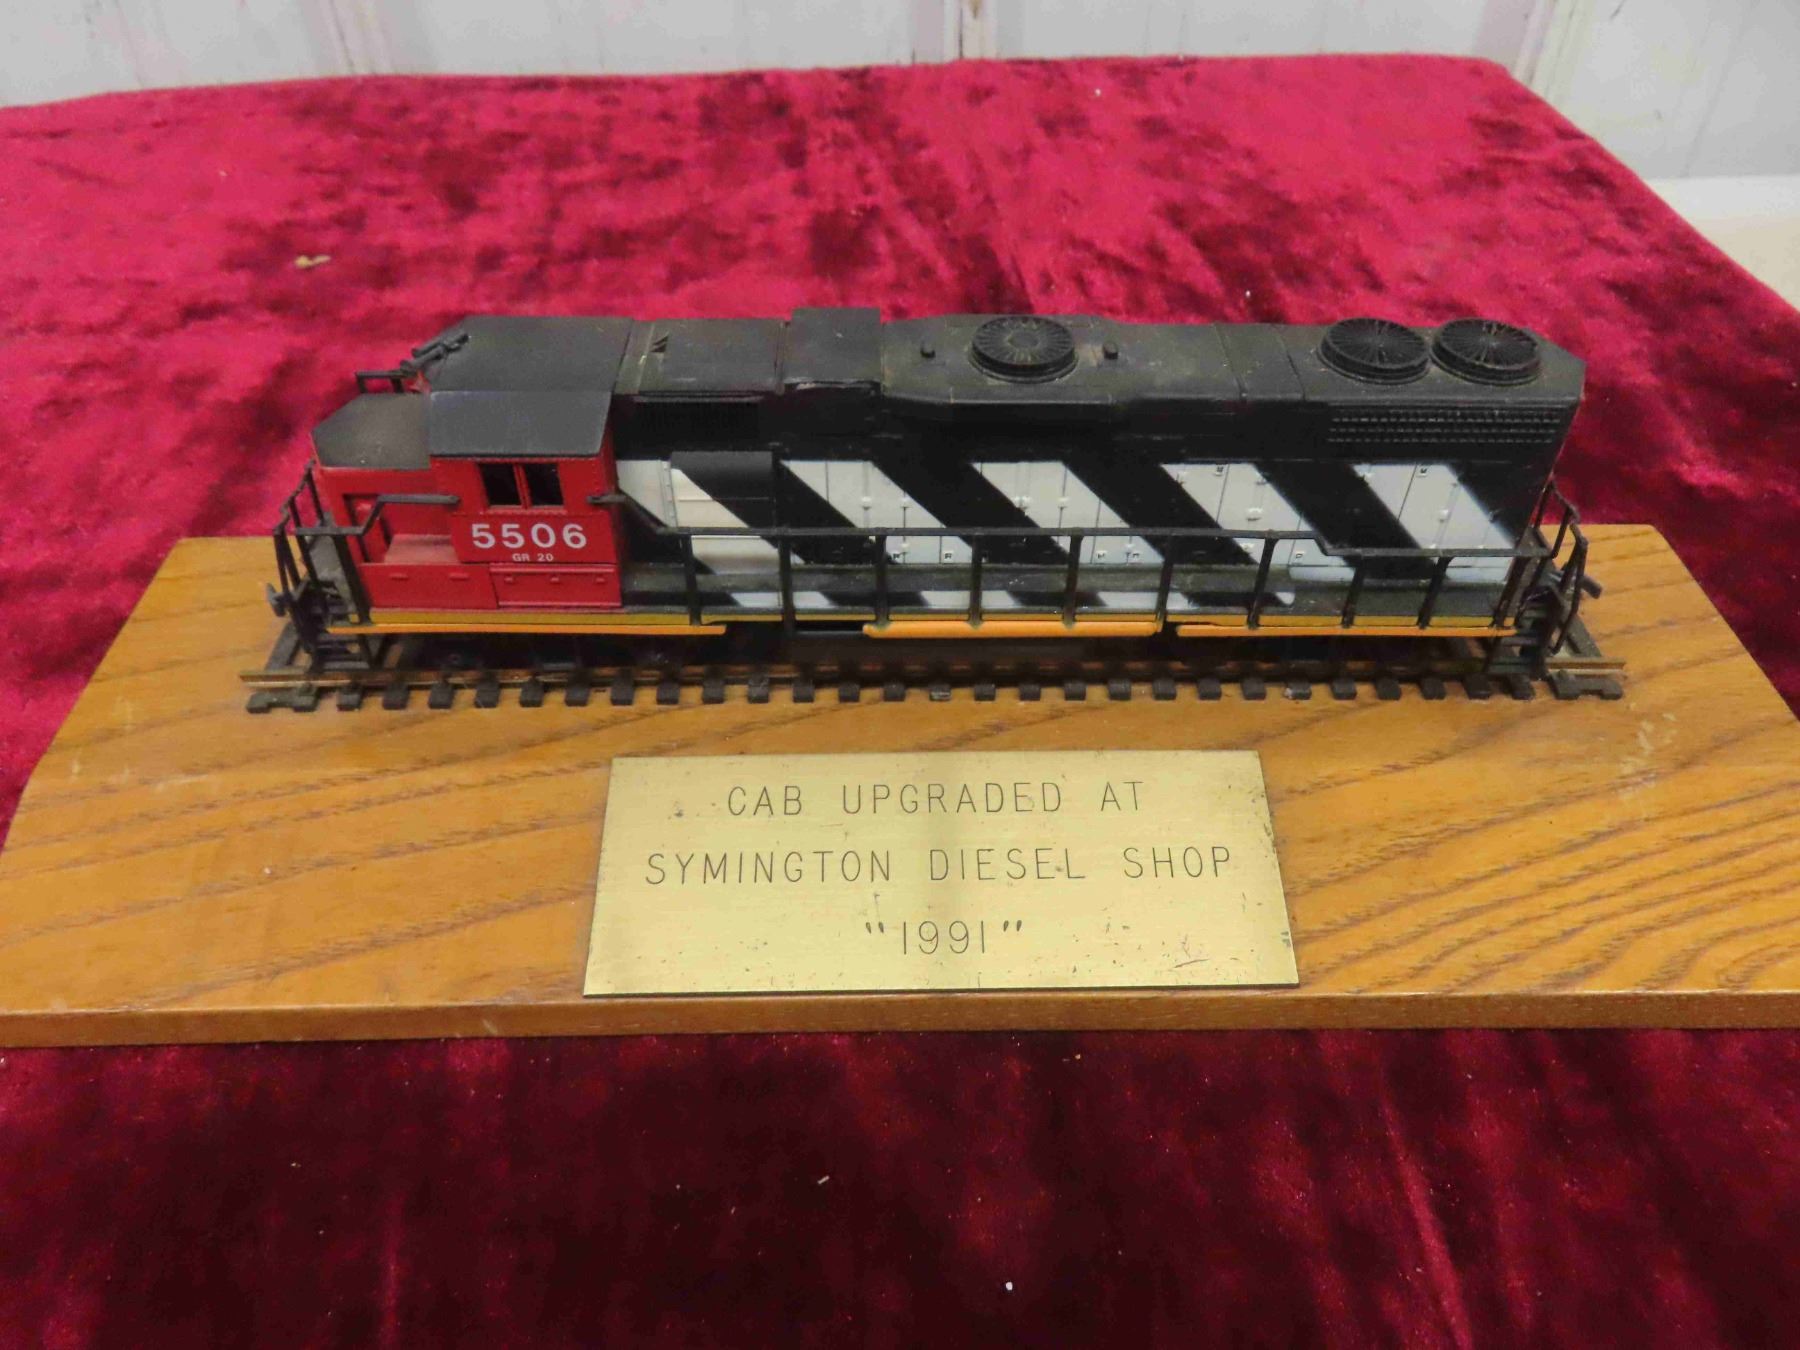 5506
GR 20
CAB UPGRADED AT
SYMINGTON DIESEL SHOP
"1991"